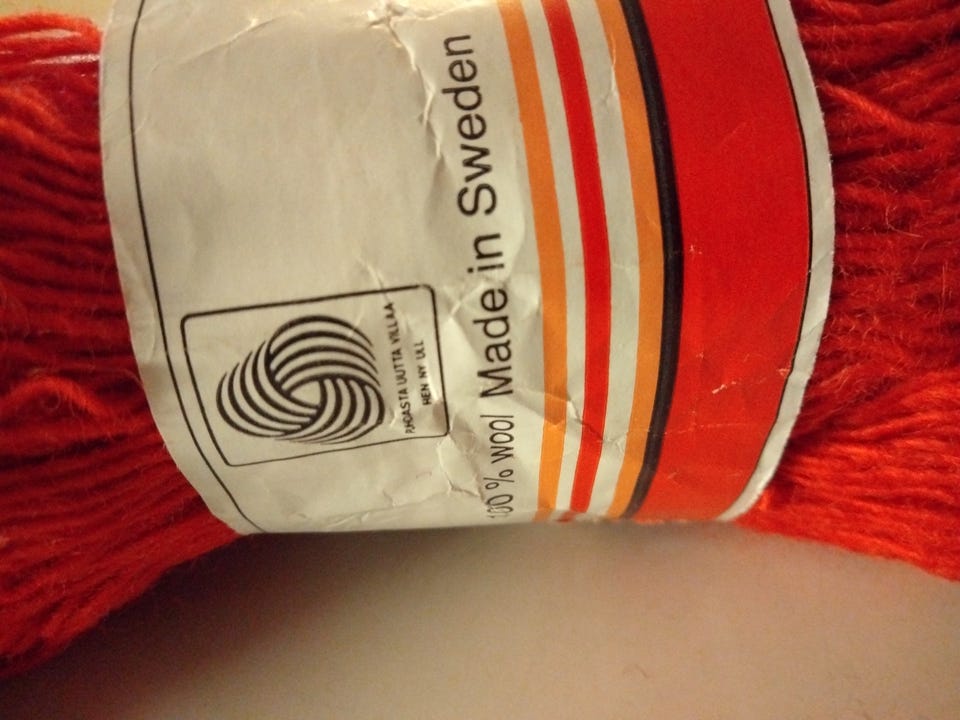 PUHDASTA UUTTA VILLAA
REN NY ULL
100 % wool Made in Sweden